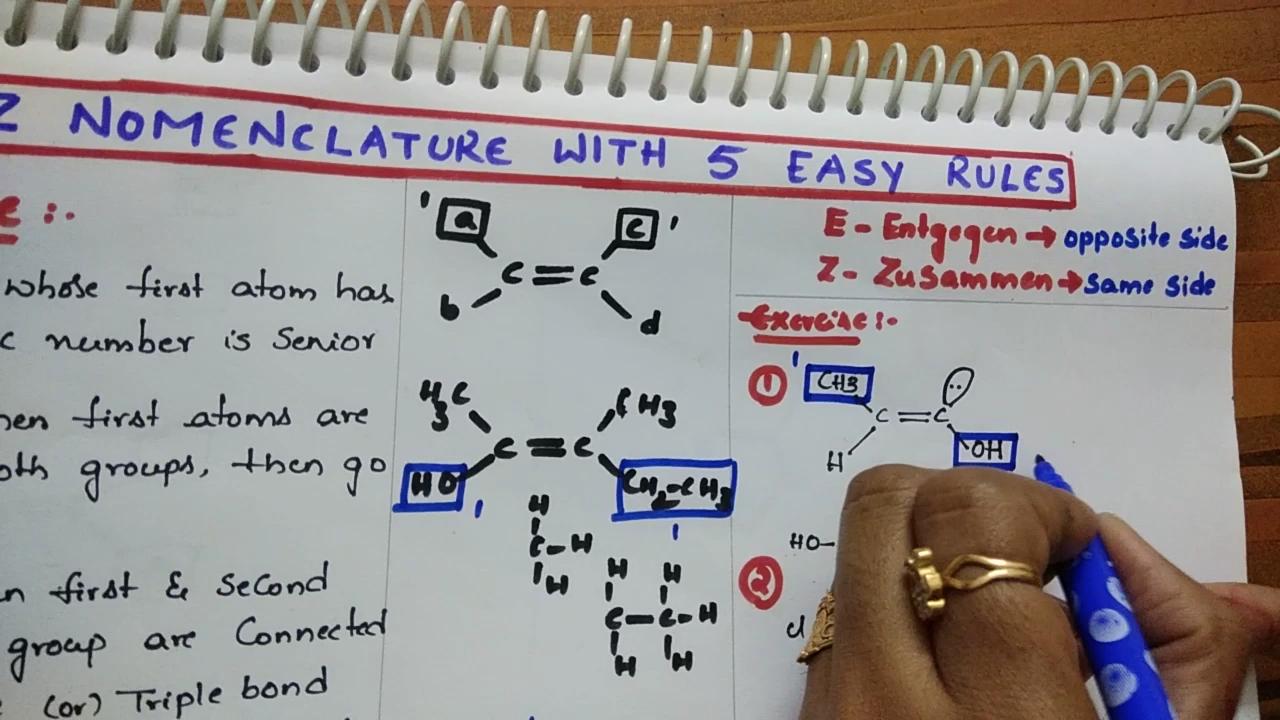 Z NOMENCLATURE WITH 5 EASY RULES
e :-
whose first atom has
c number is Senior
hen first atoms are
oth groups, then go
n first & Second
group are Connected
(or) Triple bond
' a c '
C = C
b d
H3C CH3
C = C
HO CH2-CH3
' '
H
C-H
H
H H
C-C-H
H H
E - Entgegen → opposite side
Z - Zusammen → same side
Exercise :-
① ' CH3 ··
C = C
H OH
HO-
②
cl